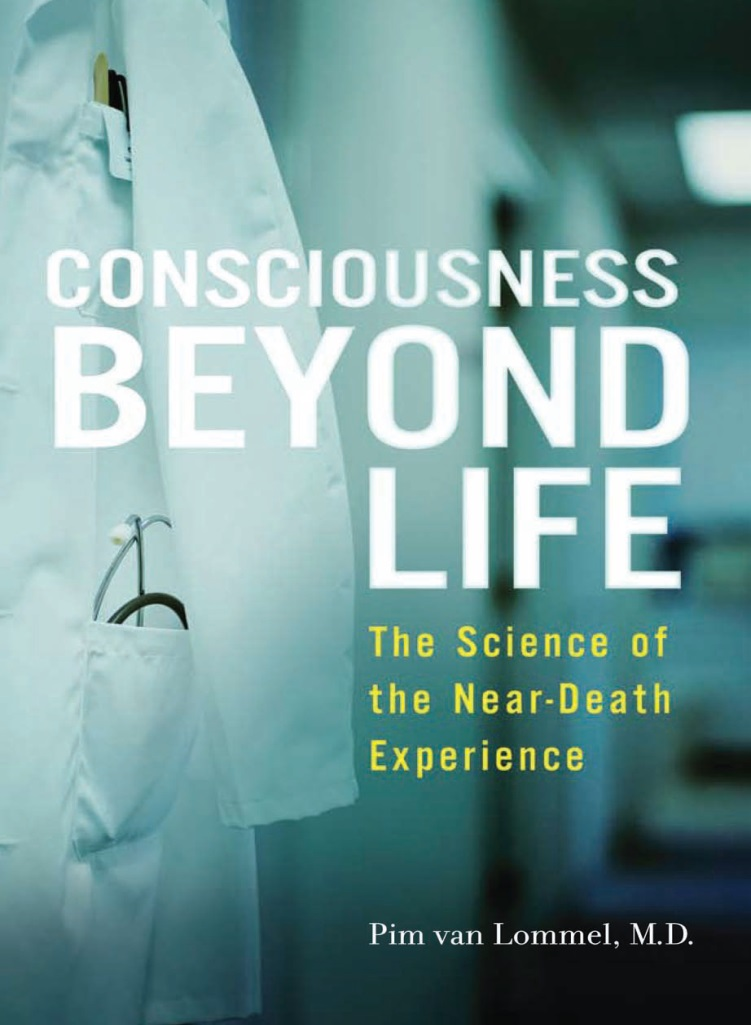 CONSCIOUSNESS
BEYOND
LIFE
The Science of
the Near-Death
Experience
Pim van Lommel, M.D.